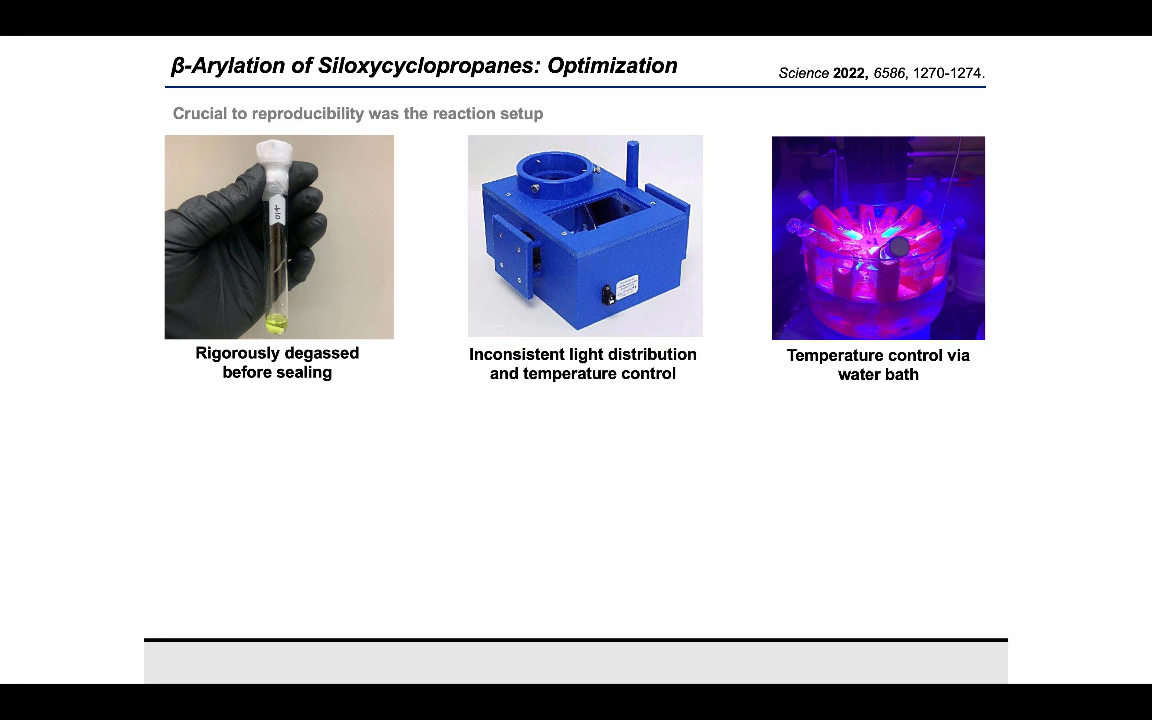 β-Arylation of Siloxycyclopropanes: Optimization
Science 2022, 6586, 1270-1274.
Crucial to reproducibility was the reaction setup
Rigorously degassed
before sealing
Inconsistent light distribution
and temperature control
Temperature control via
water bath